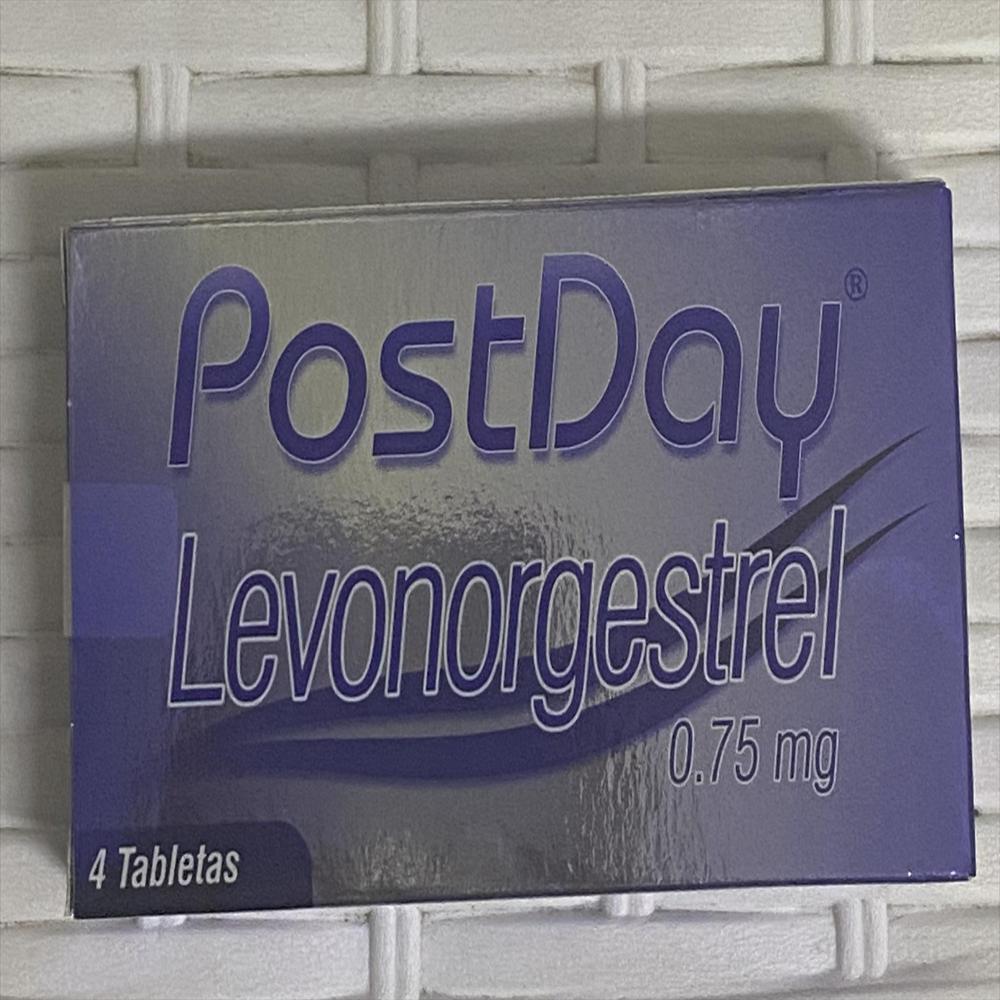 PostDay®
Levonorgestrel
0.75 mg
4 Tabletas